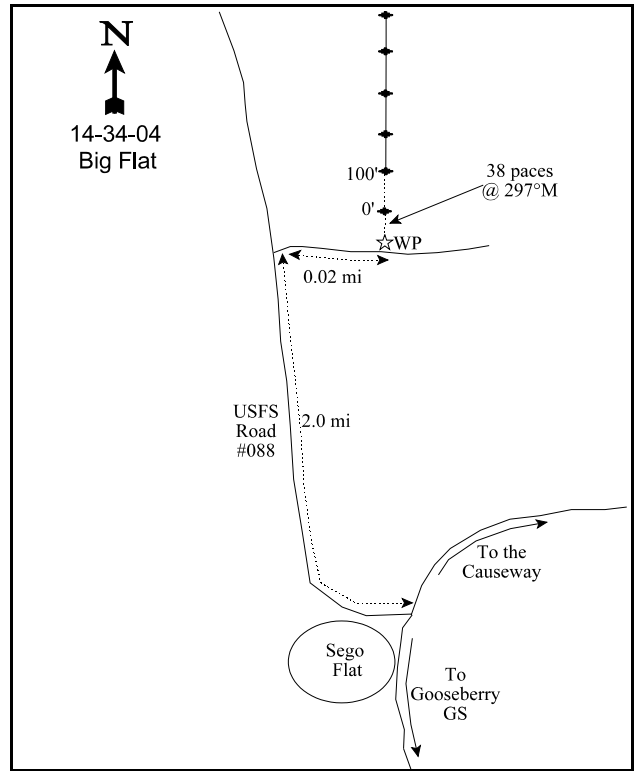 N
14-34-04
Big Flat
100'
38 paces
@ 297°M
0'
WP
0.02 mi
USFS
Road
#088
2.0 mi
To the
Causeway
Sego
Flat
To
Gooseberry
GS